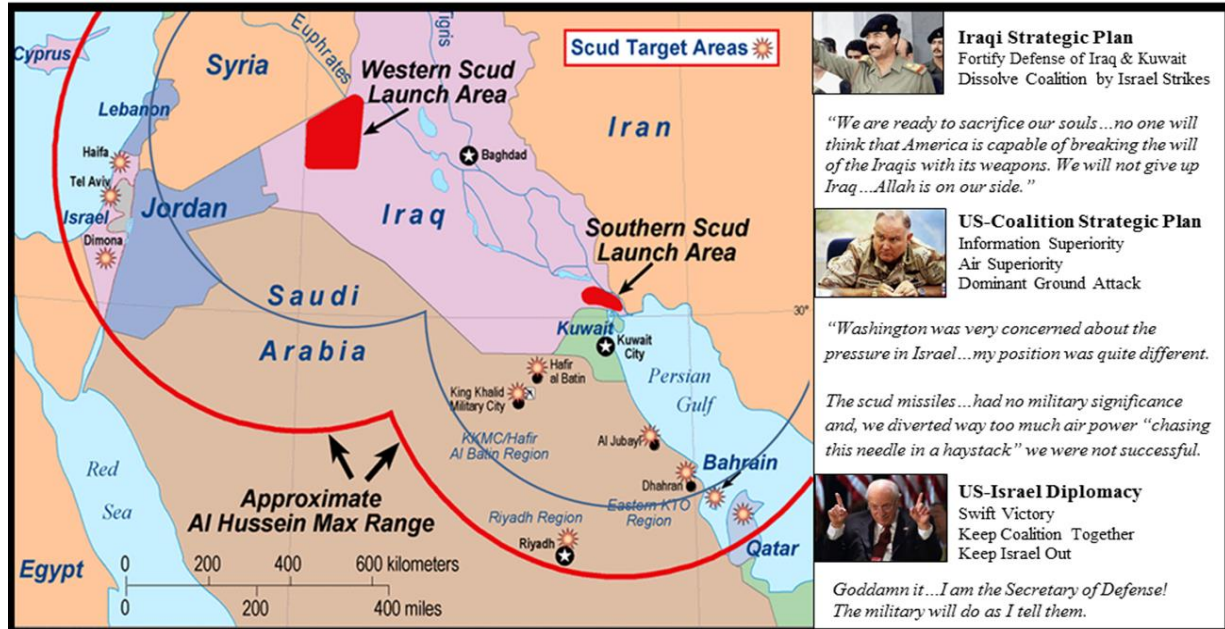 Scud Target Areas
Cyprus
Syria
Euphrates
Tigris
Western Scud
Launch Area
Lebanon
Iran
Haifa
Baghdad
Tel Aviv
Israel
Jordan
Iraq
Dimona
Southern Scud
Launch Area
Saudi
Arabia
30°
Kuwait
Kuwait
City
Hafir
al Batin
King Khalid
Military City
Persian
Gulf
KKMC/Hafir
Al Batin Region
Al Jubayl
Bahrain
Dhahran
Eastern KTO
Region
Red
Sea
Approximate
Al Hussein Max Range
Riyadh Region
Riyadh
Qatar
Egypt
0 200 400 600 kilometers
0 200 400 miles
Iraqi Strategic Plan
Fortify Defense of Iraq & Kuwait
Dissolve Coalition by Israel Strikes
“We are ready to sacrifice our souls…no one will
think that America is capable of breaking the will
of the Iraqis with its weapons. We will not give up
Iraq…Allah is on our side.”
US-Coalition Strategic Plan
Information Superiority
Air Superiority
Dominant Ground Attack
“Washington was very concerned about the
pressure in Israel…my position was quite different.
The scud missiles…had no military significance
and, we diverted way too much air power “chasing
this needle in a haystack” we were not successful.
US-Israel Diplomacy
Swift Victory
Keep Coalition Together
Keep Israel Out
Goddamn it…I am the Secretary of Defense!
The military will do as I tell them.